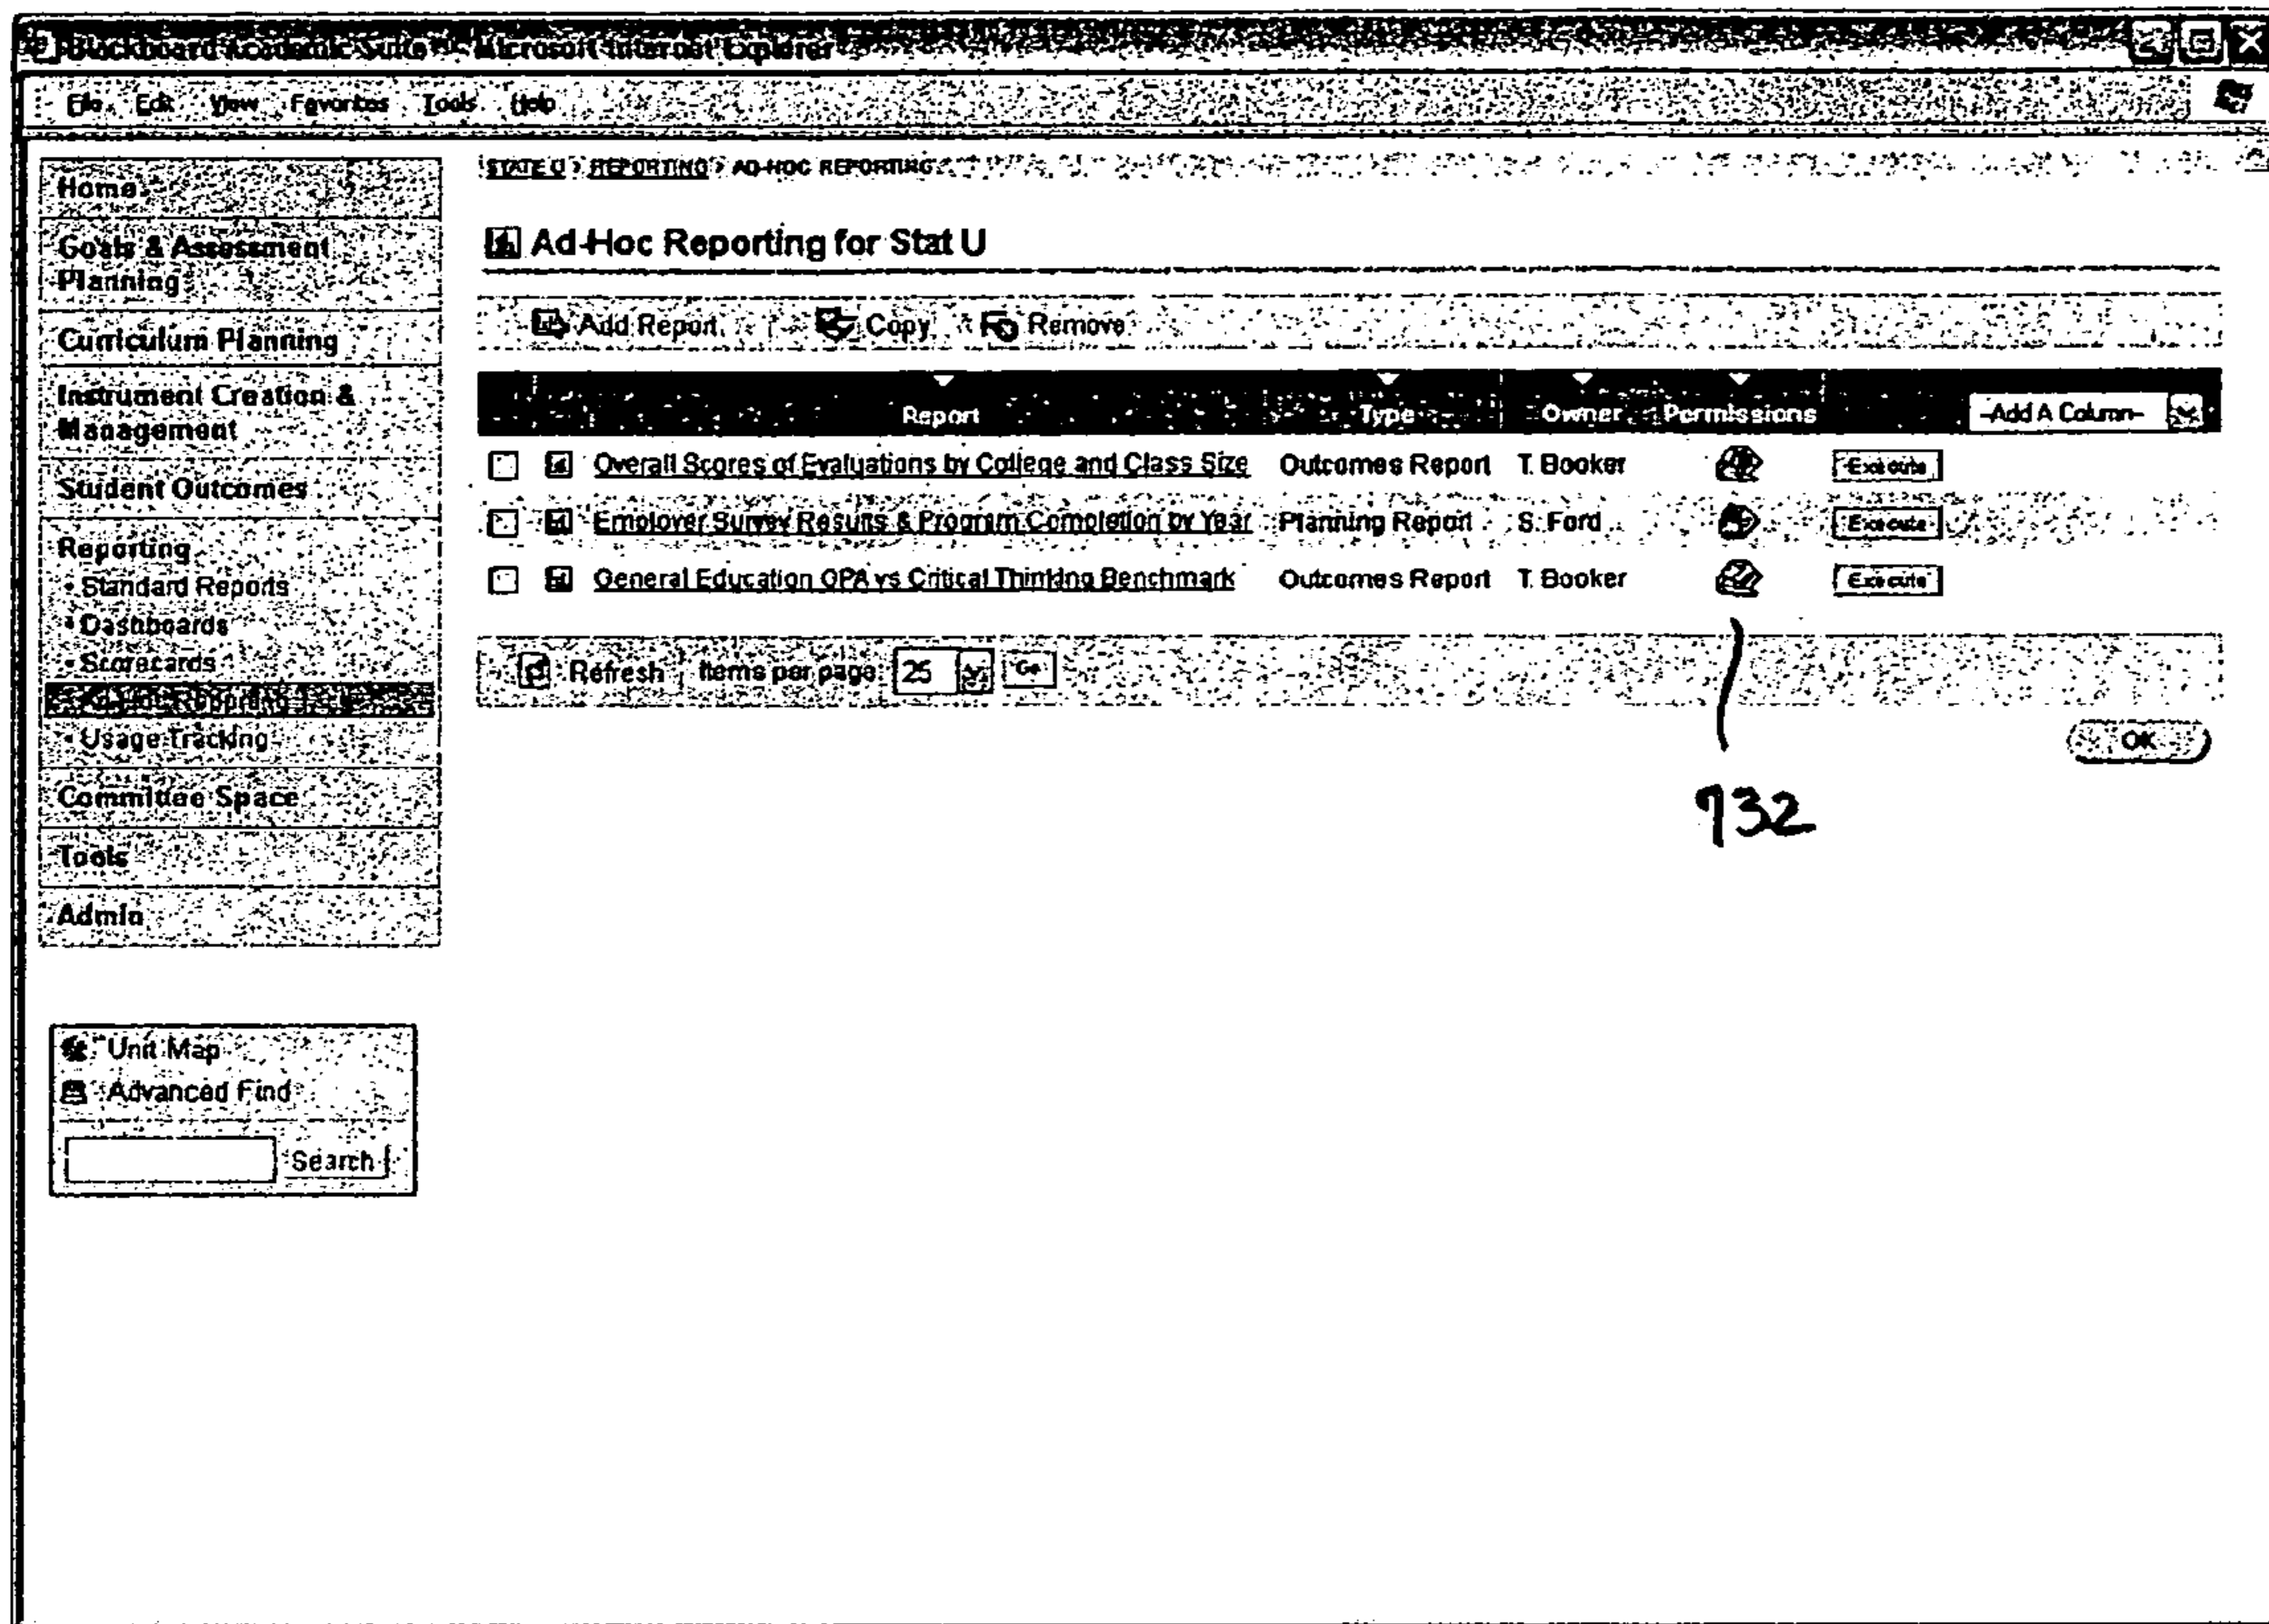 Blackboard Academic Suite - Microsoft Internet Explorer
File Edit View Favorites Tools Help
STATE U > REPORTING > AD-HOC REPORTING
Home
Goals & Assessment
Planning
Curriculum Planning
Instrument Creation &
Management
Student Outcomes
Reporting
• Standard Reports
• Dashboards
• Scorecards
• Ad-Hoc Reporting
• Usage Tracking
Committee Space
Tools
Admin
Unit Map
Advanced Find
Search
Ad-Hoc Reporting for Stat U
Add Report Copy Remove
Report Type Owner Permissions -Add A Column-
Overall Scores of Evaluations by College and Class Size Outcomes Report T. Booker Execute
Employer Survey Results & Program Completion by Year Planning Report S. Ford Execute
General Education GPA vs Critical Thinking Benchmark Outcomes Report T. Booker Execute
Refresh Items per page 25 Go
OK
932